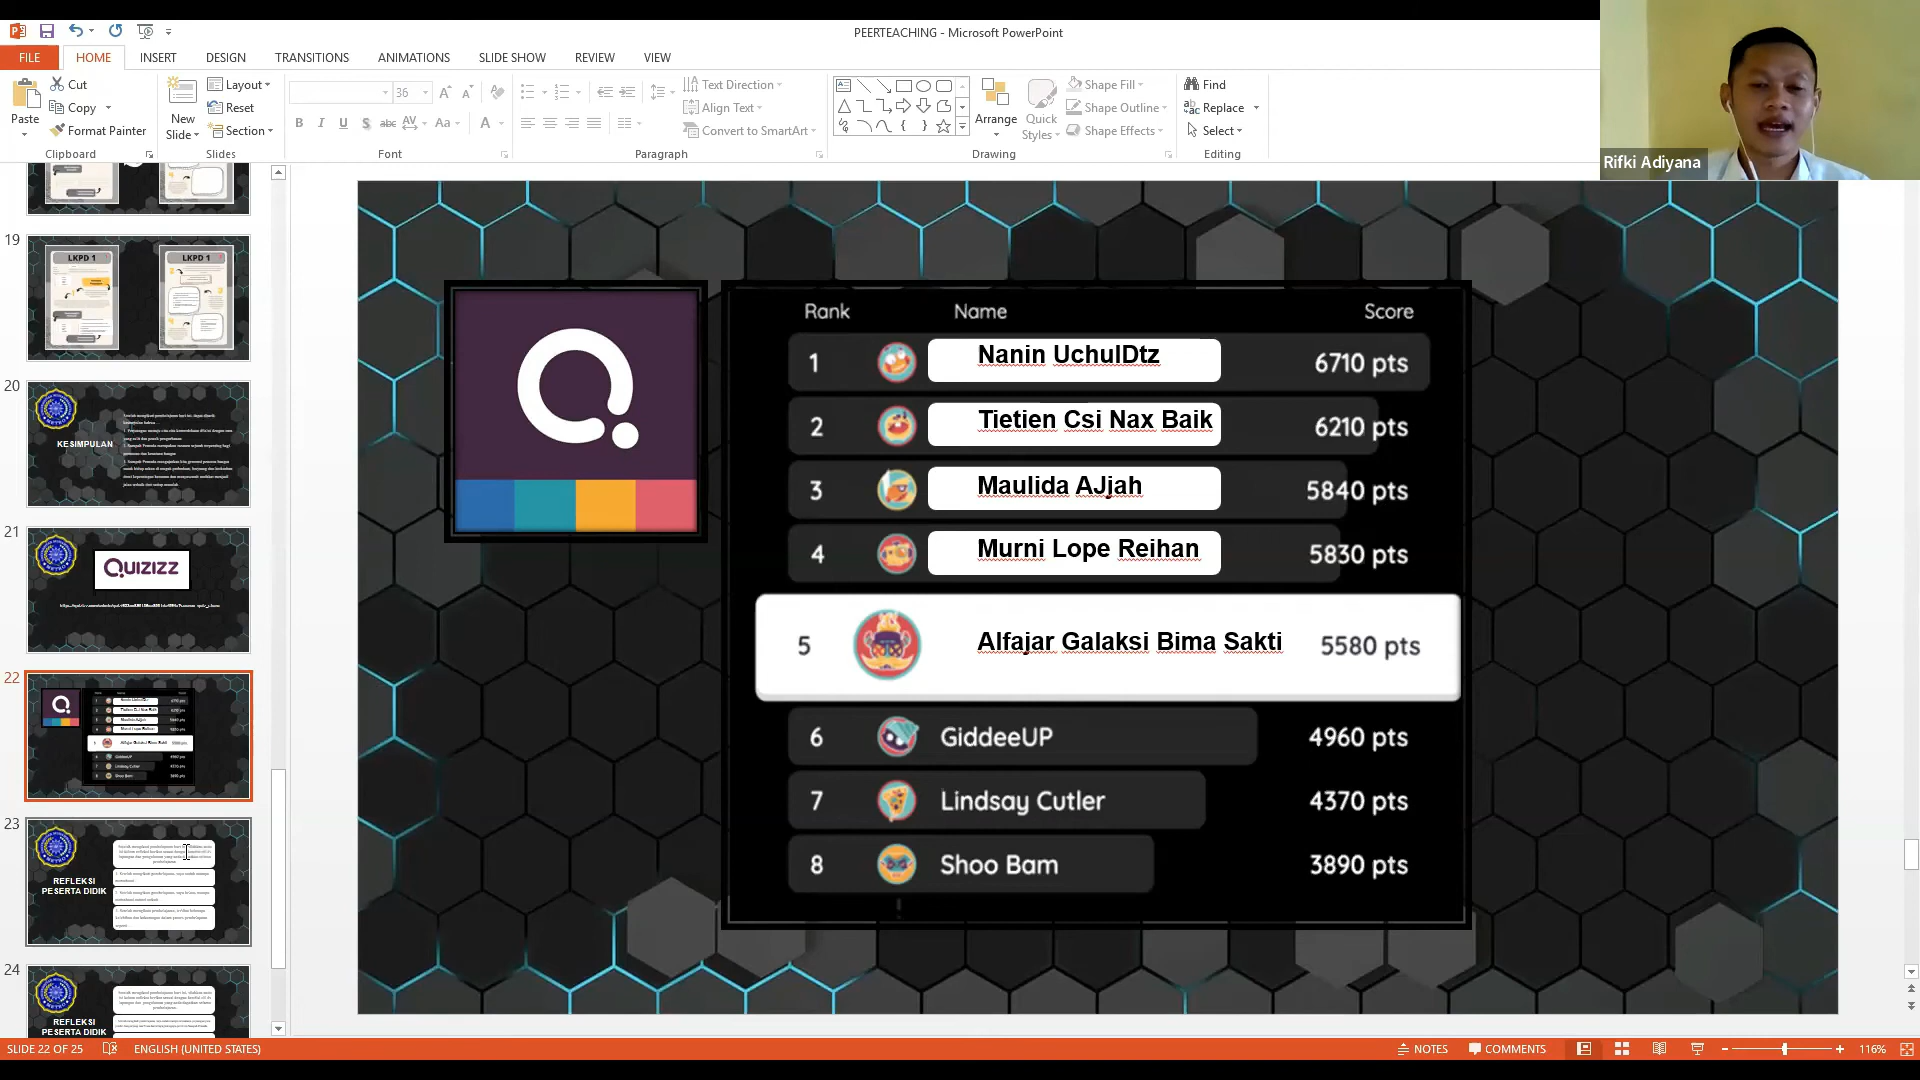 PEERTEACHING - Microsoft PowerPoint
FILE
HOME
INSERT
DESIGN
TRANSITIONS
ANIMATIONS
SLIDE SHOW
REVIEW
VIEW
Paste
Cut
Copy
Format Painter
Clipboard
New
Slide
Layout
Reset
Section
Slides
36
B I U S abc AV Aa A
Font
Text Direction
Align Text
Convert to SmartArt
Paragraph
Arrange
Quick
Styles
Shape Fill
Shape Outline
Shape Effects
Drawing
Find
Replace
Select
Editing
Rifki Adiyana
19
LKPD 1
LKPD 1
20
KESIMPULAN
21
QUIZIZZ
22
23
REFLEKSI
PESERTA DIDIK
24
REFLEKSI
PESERTA DIDIK
Rank Name Score
1 Nanin UchulDtz 6710 pts
2 Tietien Csi Nax Baik 6210 pts
3 Maulida AJjah 5840 pts
4 Murni Lope Reihan 5830 pts
5 Alfajar Galaksi Bima Sakti 5580 pts
6 GiddeeUP 4960 pts
7 Lindsay Cutler 4370 pts
8 Shoo Bam 3890 pts
SLIDE 22 OF 25
ENGLISH (UNITED STATES)
NOTES
COMMENTS
116%